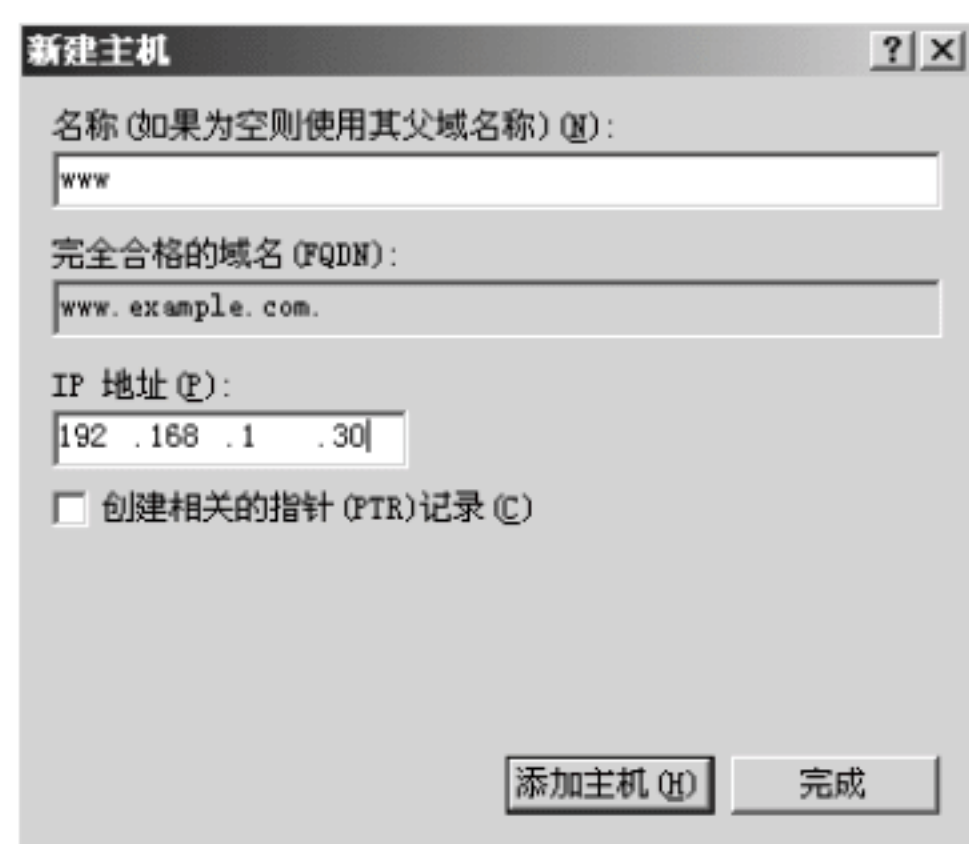 新建主机
名称(如果为空则使用其父域名称)(N):
www
完全合格的域名(FQDN):
www.example.com.
IP 地址(P):
192 .168 .1 .30
创建相关的指针(PTR)记录(C)
添加主机(H) 完成